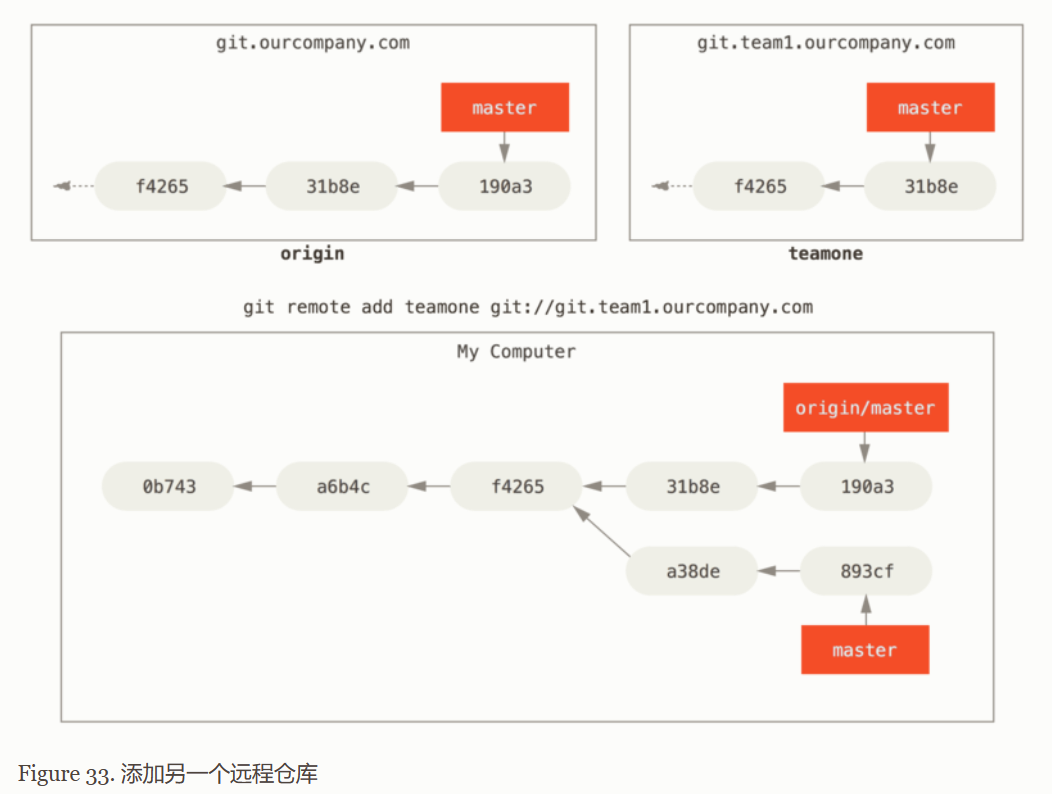 git.ourcompany.com
master
f4265
31b8e
190a3
origin
git.team1.ourcompany.com
master
f4265
31b8e
teamone
git remote add teamone git://git.team1.ourcompany.com
My Computer
origin/master
0b743
a6b4c
f4265
31b8e
190a3
a38de
893cf
master
Figure 33. 添加另一个远程仓库